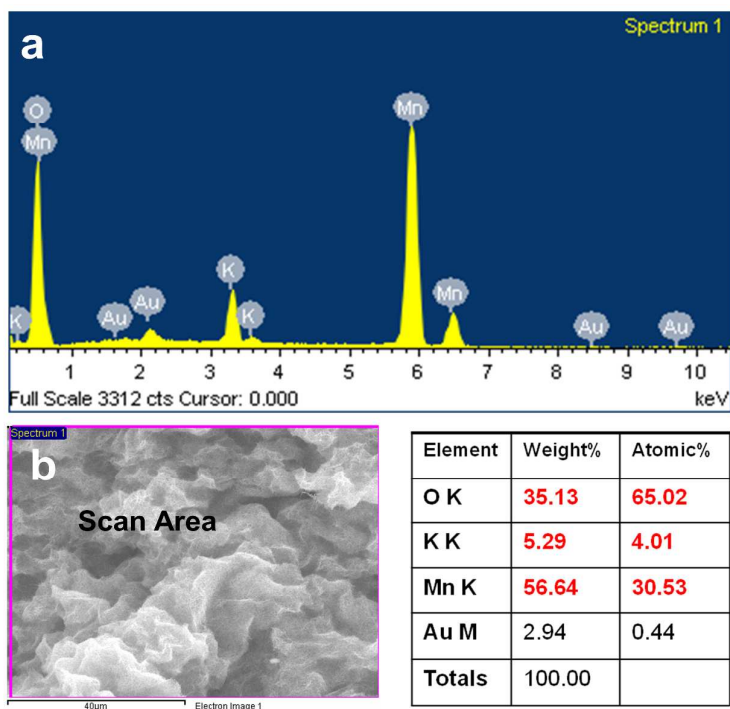 a
Spectrum 1
O
Mn
Mn
K
Au
Au
K
K
Mn
Au
Au
1 2 3 4 5 6 7 8 9 10
Full Scale 3312 cts Cursor: 0.000 keV
Spectrum 1
b
Scan Area
40µm Electron Image 1
Element Weight% Atomic%
O K 35.13 65.02
K K 5.29 4.01
Mn K 56.64 30.53
Au M 2.94 0.44
Totals 100.00